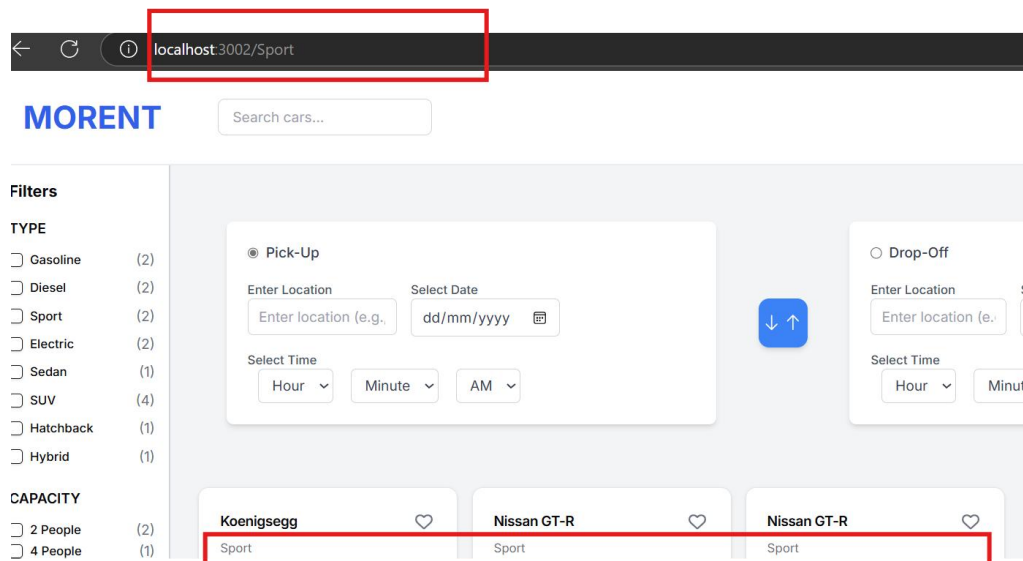 localhost:3002/Sport
MORENT
Search cars...
Filters
TYPE
Gasoline (2)
Diesel (2)
Sport (2)
Electric (2)
Sedan (1)
SUV (4)
Hatchback (1)
Hybrid (1)
CAPACITY
2 People (2)
4 People (1)
Pick-Up
Enter Location Select Date
Enter location (e.g., dd/mm/yyyy
Select Time
Hour Minute AM
↓ ↑
Drop-Off
Enter Location S
Enter location (e.
Select Time
Hour Minut
Koenigsegg
Sport
Nissan GT-R
Sport
Nissan GT-R
Sport